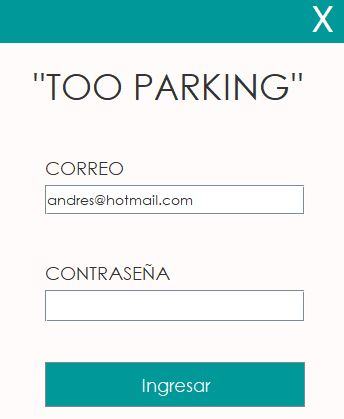 X
"TOO PARKING"
CORREO
andres@hotmail.com
CONTRASEÑA
Ingresar